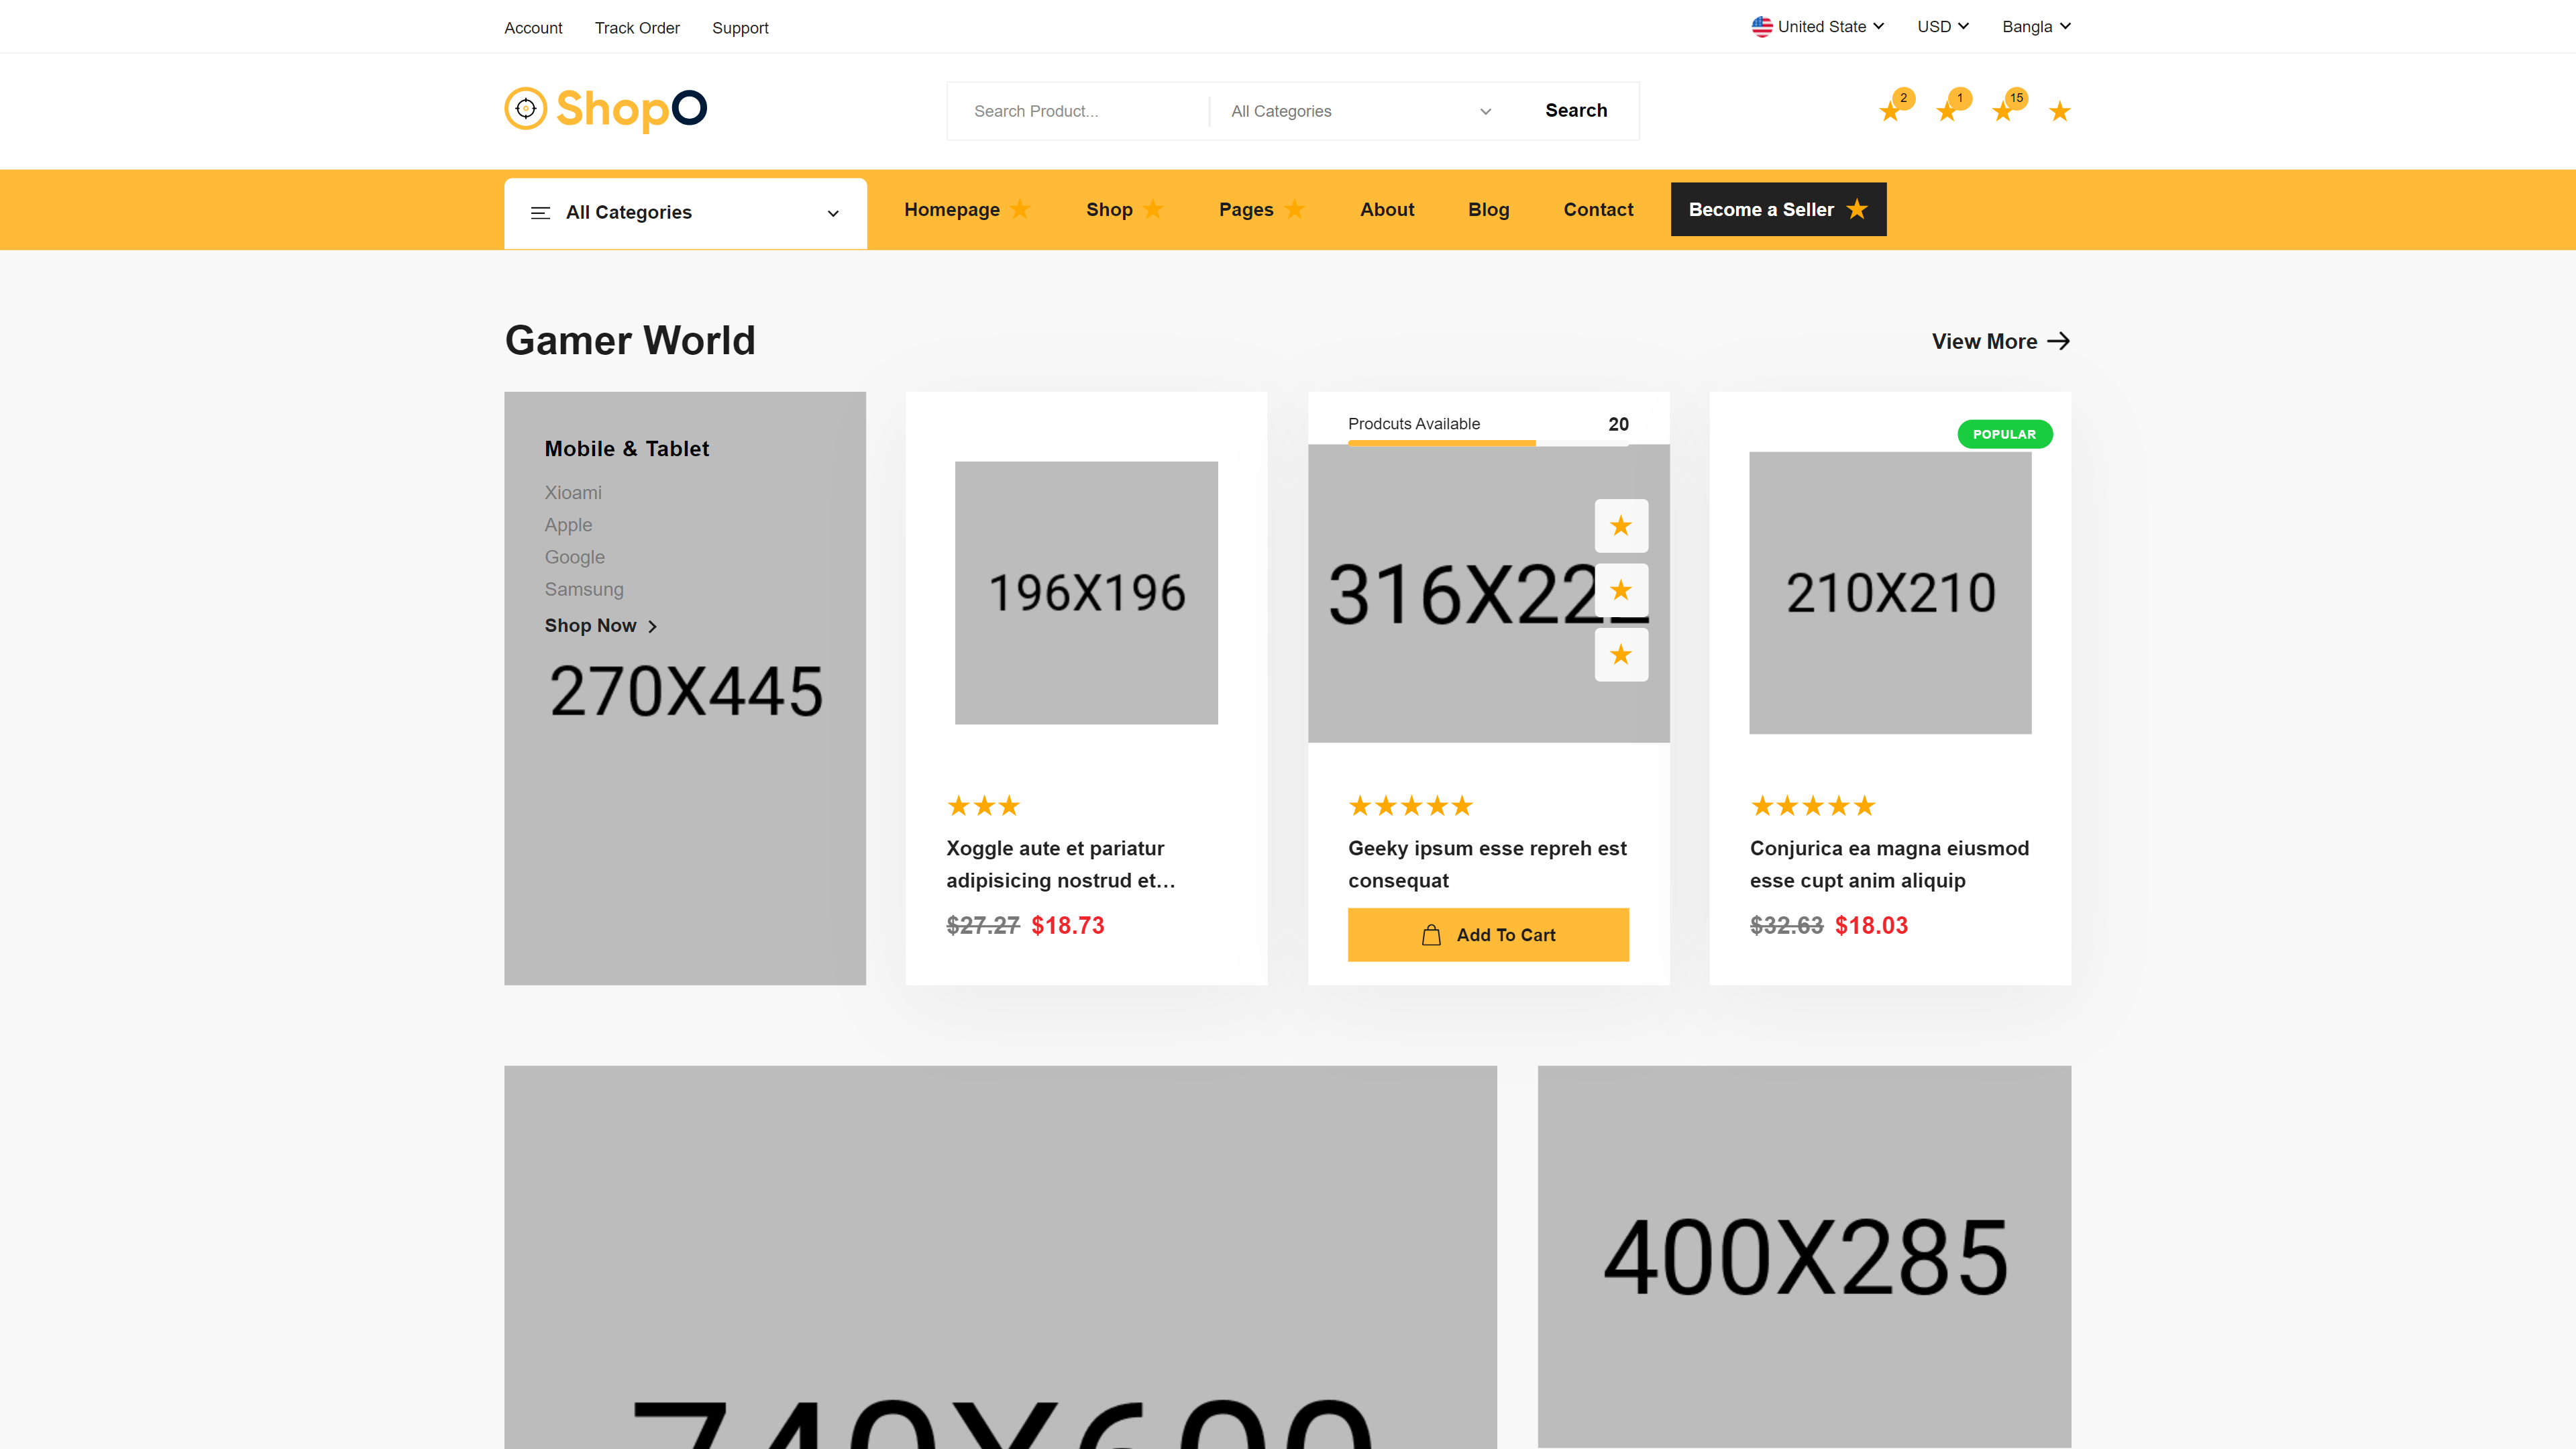 Account Track Order Support
United State USD Bangla
ShopO
Search Product... All Categories Search
2 1 15
All Categories
Homepage Shop Pages About Blog Contact Become a Seller
Gamer World
View More
Mobile & Tablet
Xioami
Apple
Google
Samsung
Shop Now
270X445
196X196
Xoggle aute et pariatur
adipisicing nostrud et...
$27.27 $18.73
Prodcuts Available 20
316X22
Geeky ipsum esse repreh est
consequat
Add To Cart
POPULAR
210X210
Conjurica ea magna eiusmod
esse cupt anim aliquip
$32.63 $18.03
400X285